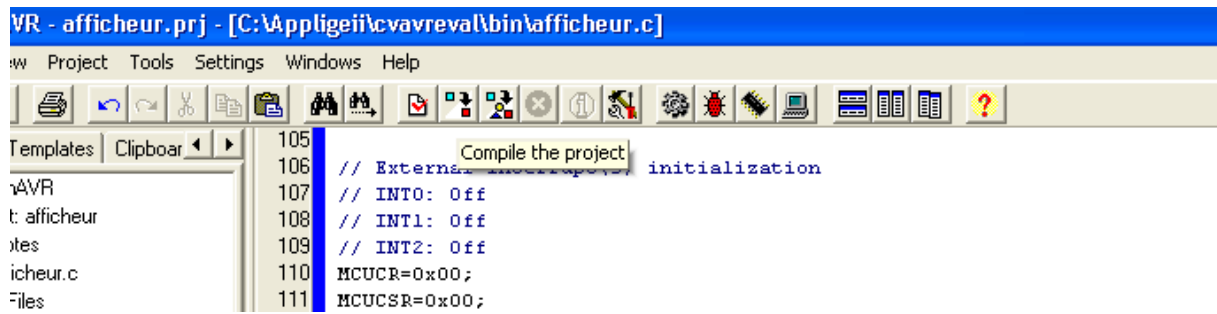 VR - afficheur.prj - [C:\Appligeii\cvavreval\bin\afficheur.c]
ew Project Tools Settings Windows Help
Templates Clipboar
Compile the project
nAVR
t: afficheur
otes
icheur.c
Files
105
106 // External Interrupt(s) initialization
107 // INT0: Off
108 // INT1: Off
109 // INT2: Off
110 MCUCR=0x00;
111 MCUCSR=0x00;